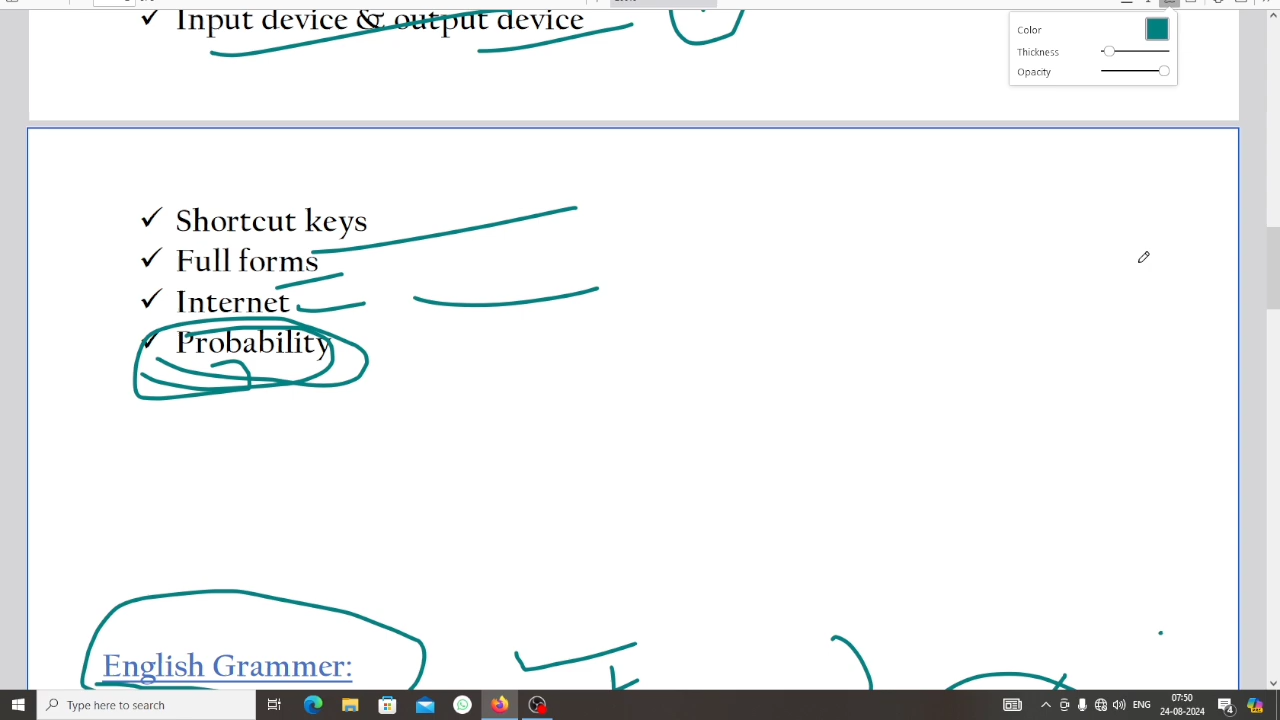 ✓ Input device & output device
Color
Thickness
Opacity
✓ Shortcut keys
✓ Full forms
✓ Internet
✓ Probability
English Grammer:
Type here to search
ENG
07:50
24-08-2024
4